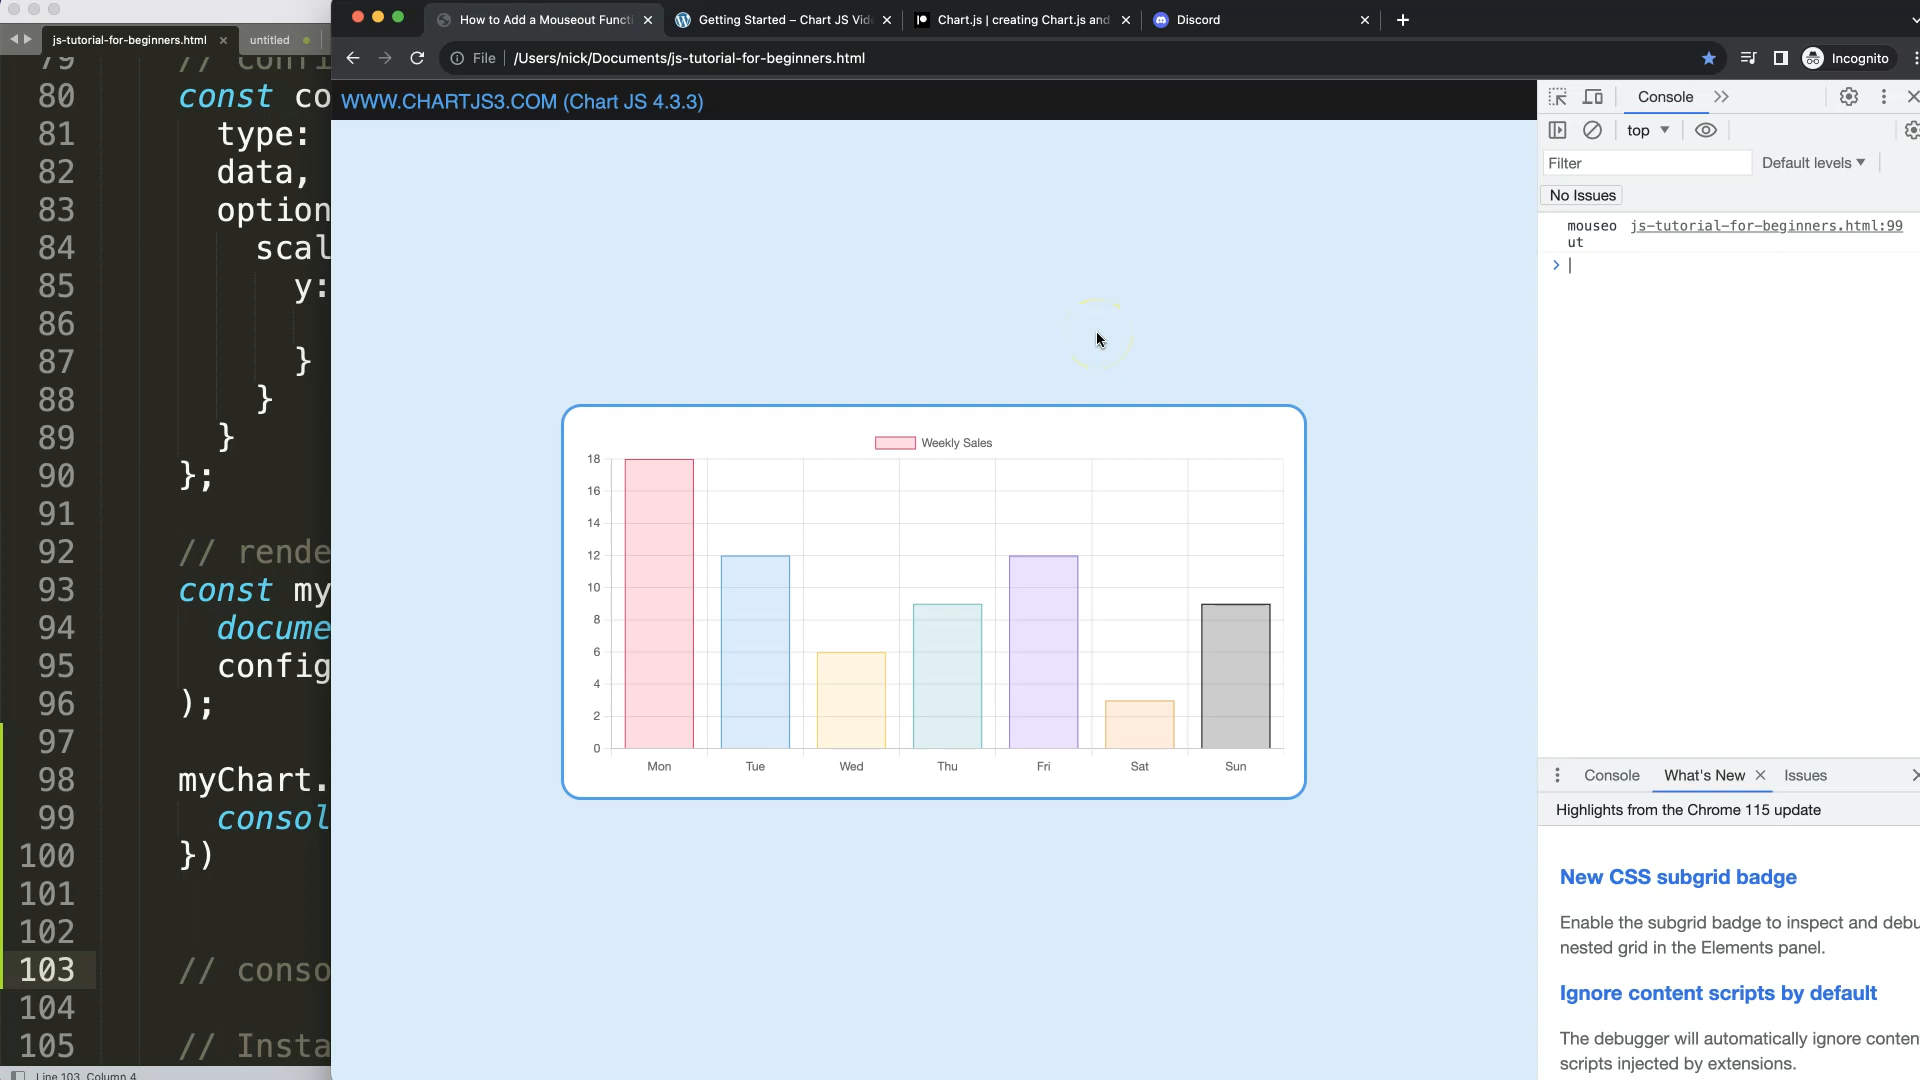 js-tutorial-for-beginners.html
untitled
79 // confi
80 const co
81 type:
82 data,
83 option
84 scal
85 y:
86
87 }
88 }
89 }
90 };
91
92 // rende
93 const my
94 docume
95 config
96 );
97
98 myChart.
99 consol
100 })
101
102
103 // conso
104
105 // Insta
Line 103, Column 4
How to Add a Mouseout Functi
Getting Started – Chart JS Vid
Chart.js | creating Chart.js and
Discord
File /Users/nick/Documents/js-tutorial-for-beginners.html
Incognito
WWW.CHARTJS3.COM (Chart JS 4.3.3)
Weekly Sales
18
16
14
12
10
8
6
4
2
0
Mon Tue Wed Thu Fri Sat Sun
Console
top
Filter
Default levels
No Issues
mouseo js-tutorial-for-beginners.html:99
ut
Console What's New Issues
Highlights from the Chrome 115 update
New CSS subgrid badge
Enable the subgrid badge to inspect and debu
nested grid in the Elements panel.
Ignore content scripts by default
The debugger will automatically ignore conten
scripts injected by extensions.